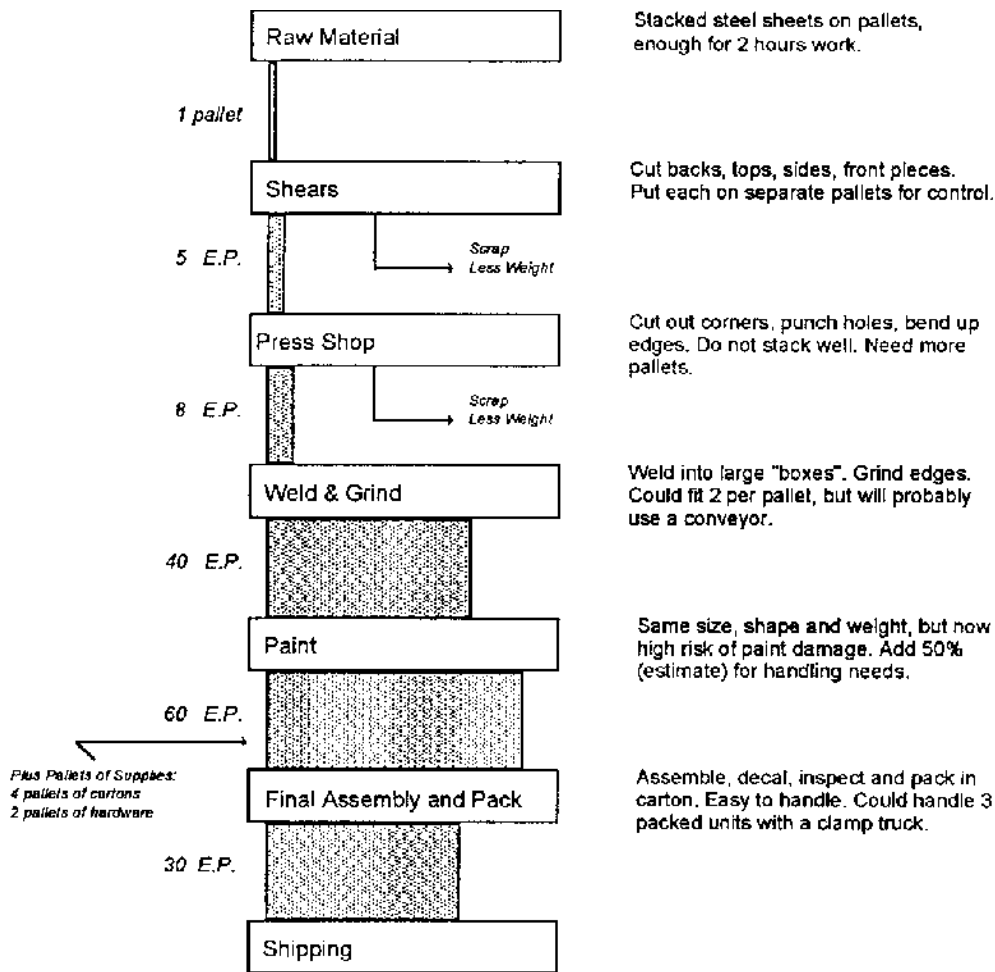 Raw Material
Stacked steel sheets on pallets,
enough for 2 hours work.
1 pallet
Shears
Cut backs, tops, sides, front pieces.
Put each on separate pallets for control.
5 E.P.
Scrap
Less Weight
Press Shop
Cut out corners, punch holes, bend up
edges. Do not stack well. Need more
pallets.
8 E.P.
Scrap
Less Weight
Weld & Grind
Weld into large "boxes". Grind edges.
Could fit 2 per pallet, but will probably
use a conveyor.
40 E.P.
Paint
Same size, shape and weight, but now
high risk of paint damage. Add 50%
(estimate) for handling needs.
60 E.P.
Plus Pallets of Supplies:
4 pallets of cartons
2 pallets of hardware
Final Assembly and Pack
Assemble, decal, inspect and pack in
carton. Easy to handle. Could handle 3
packed units with a clamp truck.
30 E.P.
Shipping